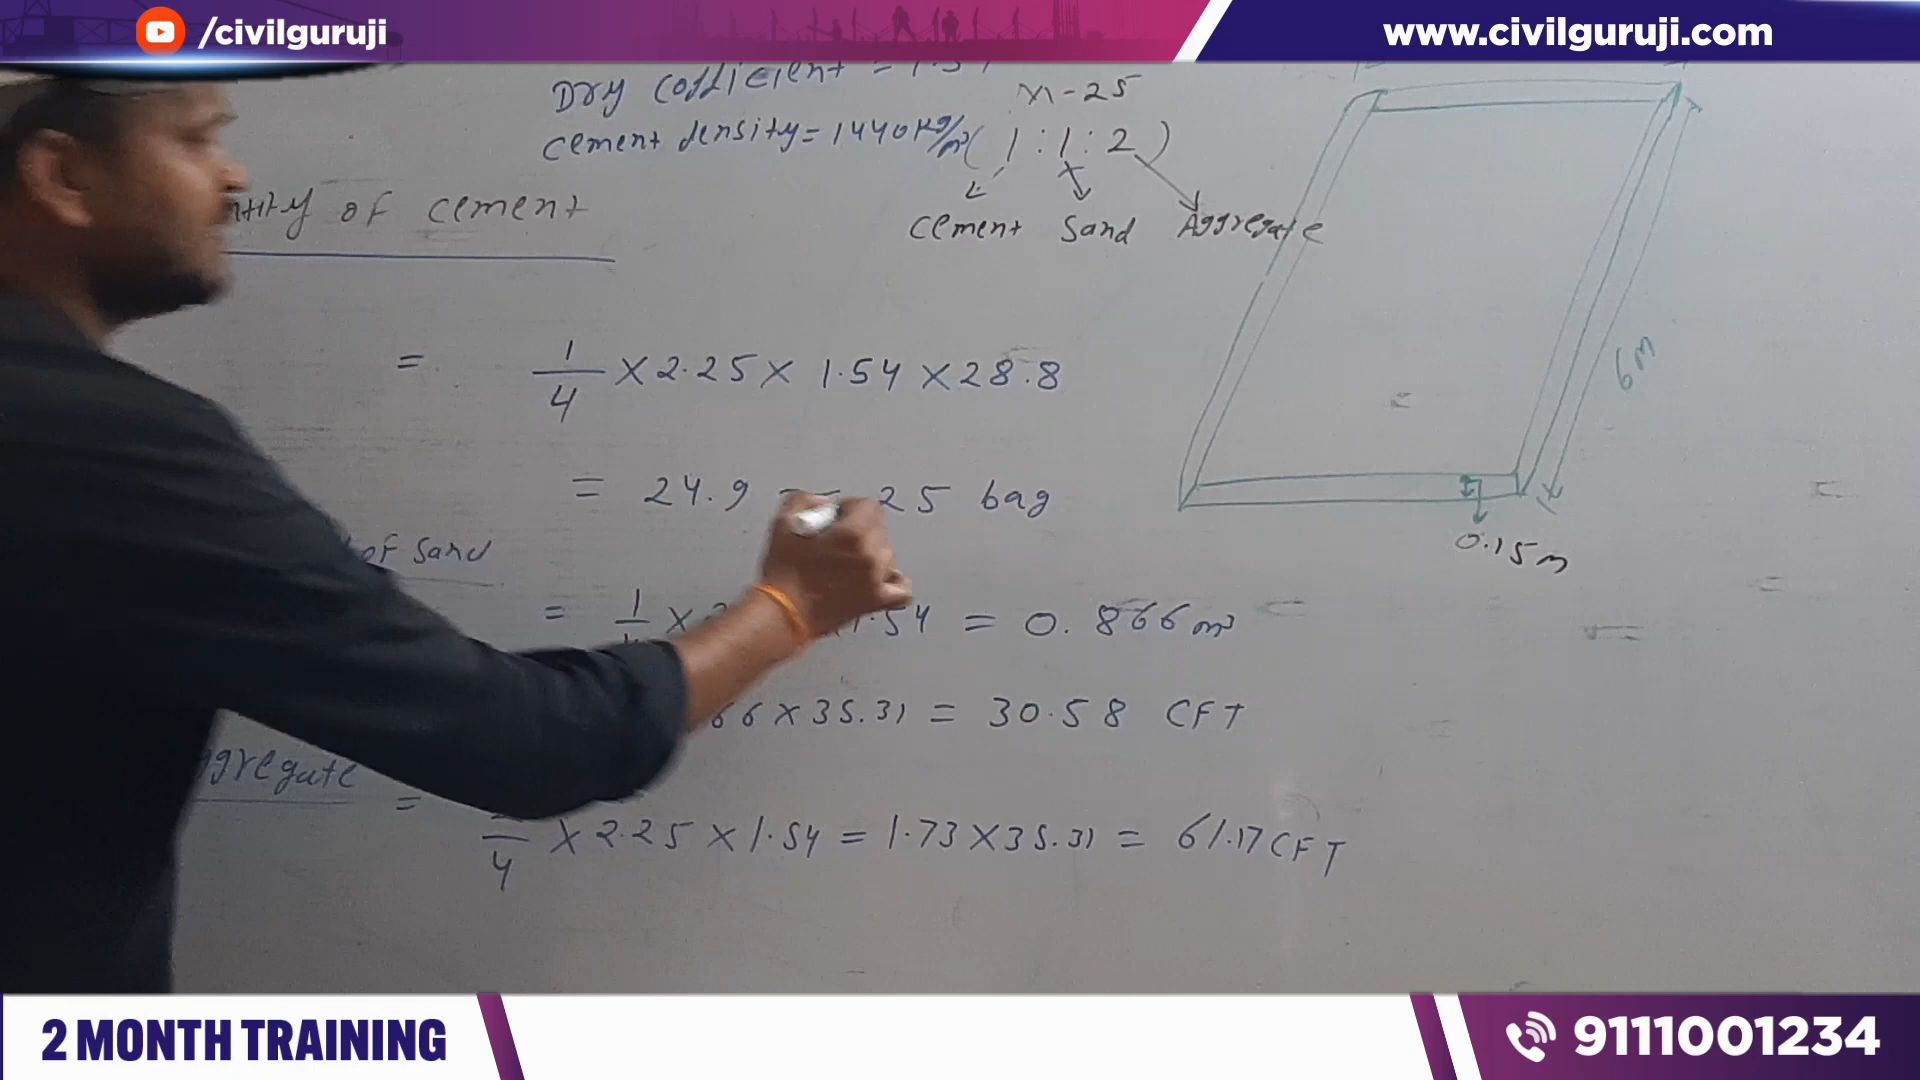 /civilguruji
www.civilguruji.com
Dry cofficient =
M-25
cement density = 1440 kg/m³ ( 1 : 1 : 2 )
cement Sand Aggregate
of cement
= 1/4 × 2.25 × 1.54 × 28.8
6m
= 24.9 25 bag
0.15m
of sand
= 1 × 1.54 = 0.866 m³
66 × 35.31 = 30.58 CFT
ggregate
= /4 × 2.25 × 1.54 = 1.73 × 35.31 = 61.17 CFT
2 MONTH TRAINING
9111001234